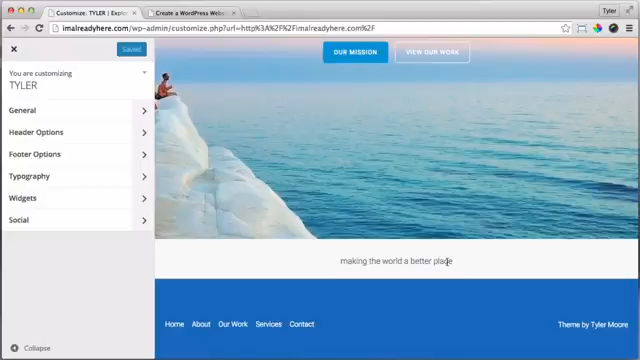 Customize: TYLER | Explo
Create a WordPress Webs
Tyler
imalreadyhere.com/wp-admin/customize.php?url=http%3A%2F%2Fimalreadyhere.com%2F
Saved
You are customizing
TYLER
General
Header Options
Footer Options
Typography
Widgets
Social
Collapse
OUR MISSION
VIEW OUR WORK
making the world a better place
Home About Our Work Services Contact
Theme by Tyler Moore